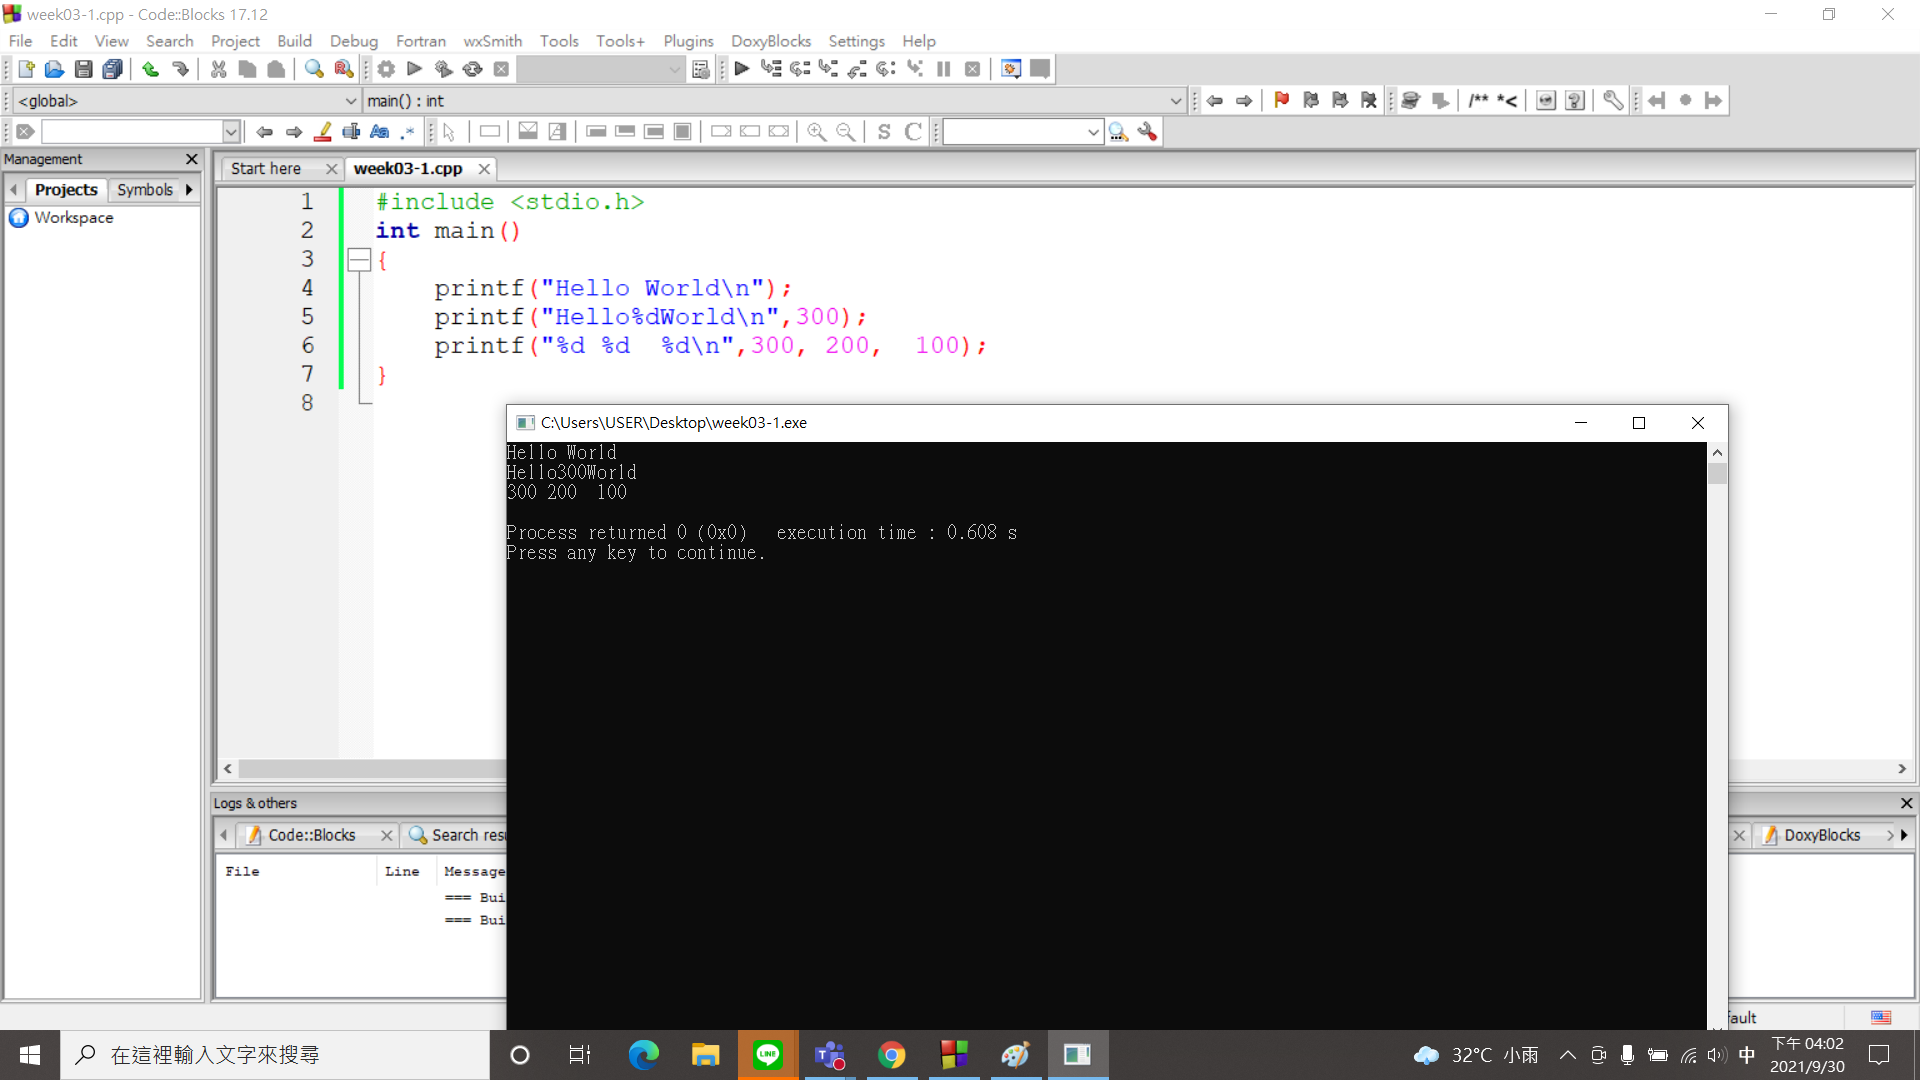 week03-1.cpp - Code::Blocks 17.12
File Edit View Search Project Build Debug Fortran wxSmith Tools Tools+ Plugins DoxyBlocks Settings Help
<global> main() : int
/** *<
S C
Management
Start here week03-1.cpp
Projects Symbols
Workspace
1 #include <stdio.h>
2 int main()
3 {
4 printf("Hello World\n");
5 printf("Hello%dWorld\n",300);
6 printf("%d %d  %d\n",300, 200,  100);
7 }
8
C:\Users\USER\Desktop\week03-1.exe
Hello World
Hello300World
300 200  100
Process returned 0 (0x0)   execution time : 0.608 s
Press any key to continue.
Logs & others
Code::Blocks Search resu DoxyBlocks
File Line Message
=== Bui
=== Bui
fault
在這裡輸入文字來搜尋
LINE
32°C 小雨
中
下午 04:02
2021/9/30